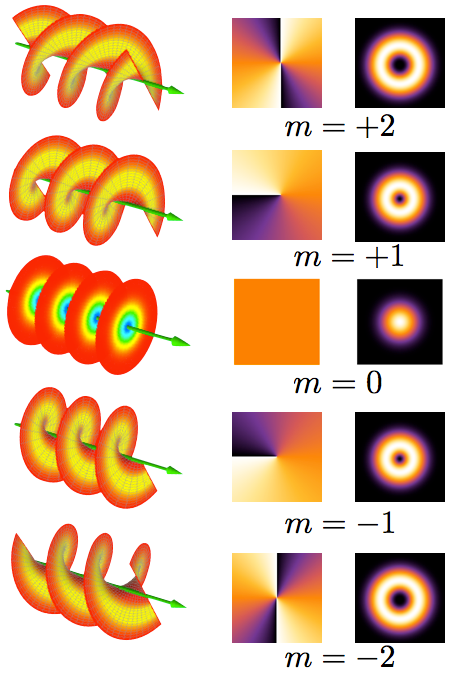 m = +2
m = +1
m = 0
m = −1
m = −2